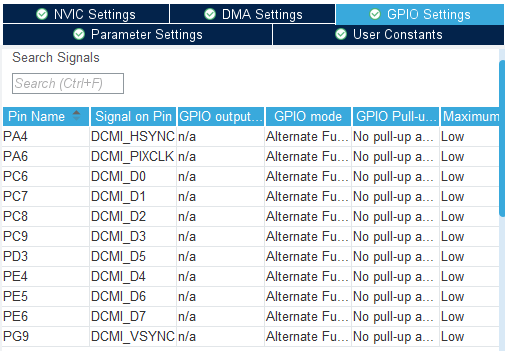 NVIC Settings DMA Settings GPIO Settings
Parameter Settings User Constants
Search Signals
Search (Ctrl+F)
Pin Name Signal on Pin GPIO output... GPIO mode GPIO Pull-u... Maximum
PA4 DCMI_HSYNC n/a Alternate Fu... No pull-up a... Low
PA6 DCMI_PIXCLK n/a Alternate Fu... No pull-up a... Low
PC6 DCMI_D0 n/a Alternate Fu... No pull-up a... Low
PC7 DCMI_D1 n/a Alternate Fu... No pull-up a... Low
PC8 DCMI_D2 n/a Alternate Fu... No pull-up a... Low
PC9 DCMI_D3 n/a Alternate Fu... No pull-up a... Low
PD3 DCMI_D5 n/a Alternate Fu... No pull-up a... Low
PE4 DCMI_D4 n/a Alternate Fu... No pull-up a... Low
PE5 DCMI_D6 n/a Alternate Fu... No pull-up a... Low
PE6 DCMI_D7 n/a Alternate Fu... No pull-up a... Low
PG9 DCMI_VSYNC n/a Alternate Fu... No pull-up a... Low